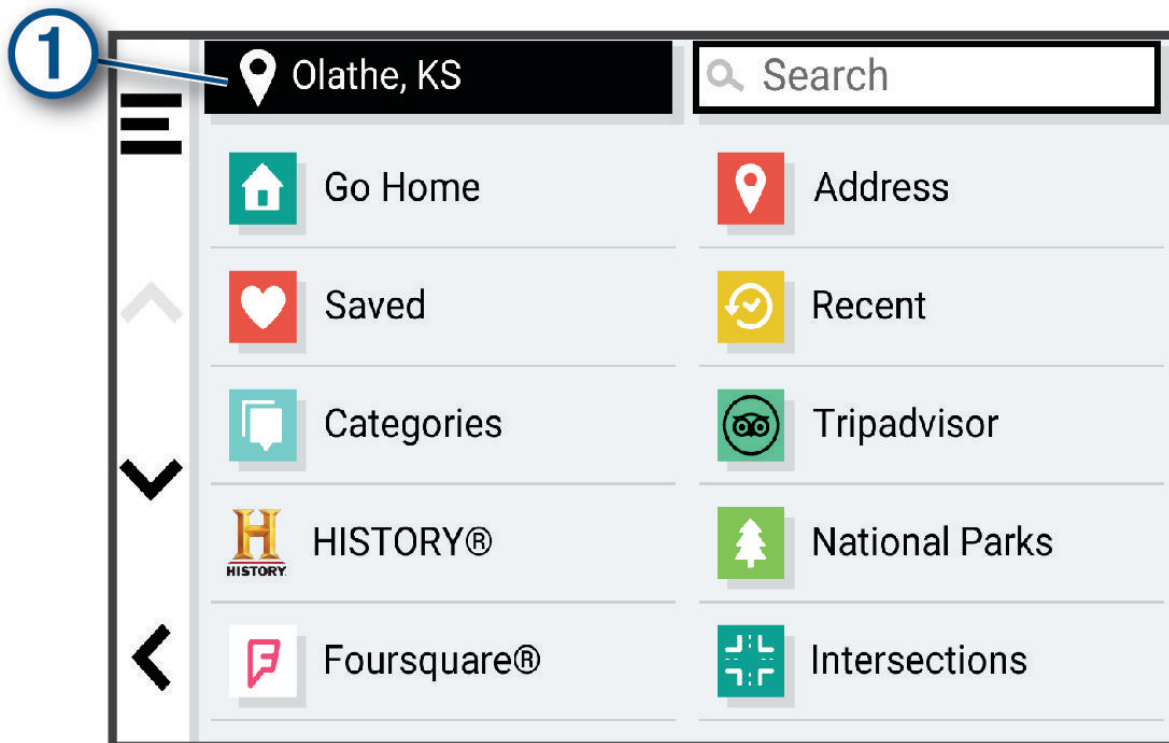 1
Olathe, KS
Search
Go Home
Address
Saved
Recent
Categories
Tripadvisor
H
HISTORY
HISTORY®
National Parks
Foursquare®
Intersections